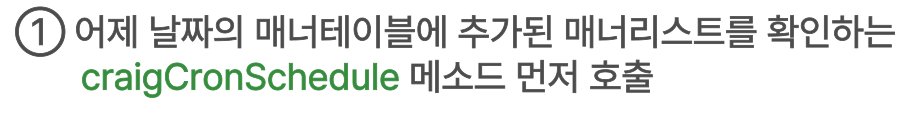 ① 어제 날짜의 매너테이블에 추가된 매너리스트를 확인하는
craigCronSchedule 메소드 먼저 호출